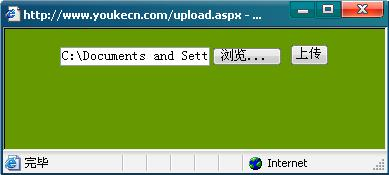 http://www.youkecn.com/upload.aspx - ...
C:\Documents and Sett 浏览... 上传
完毕 Internet